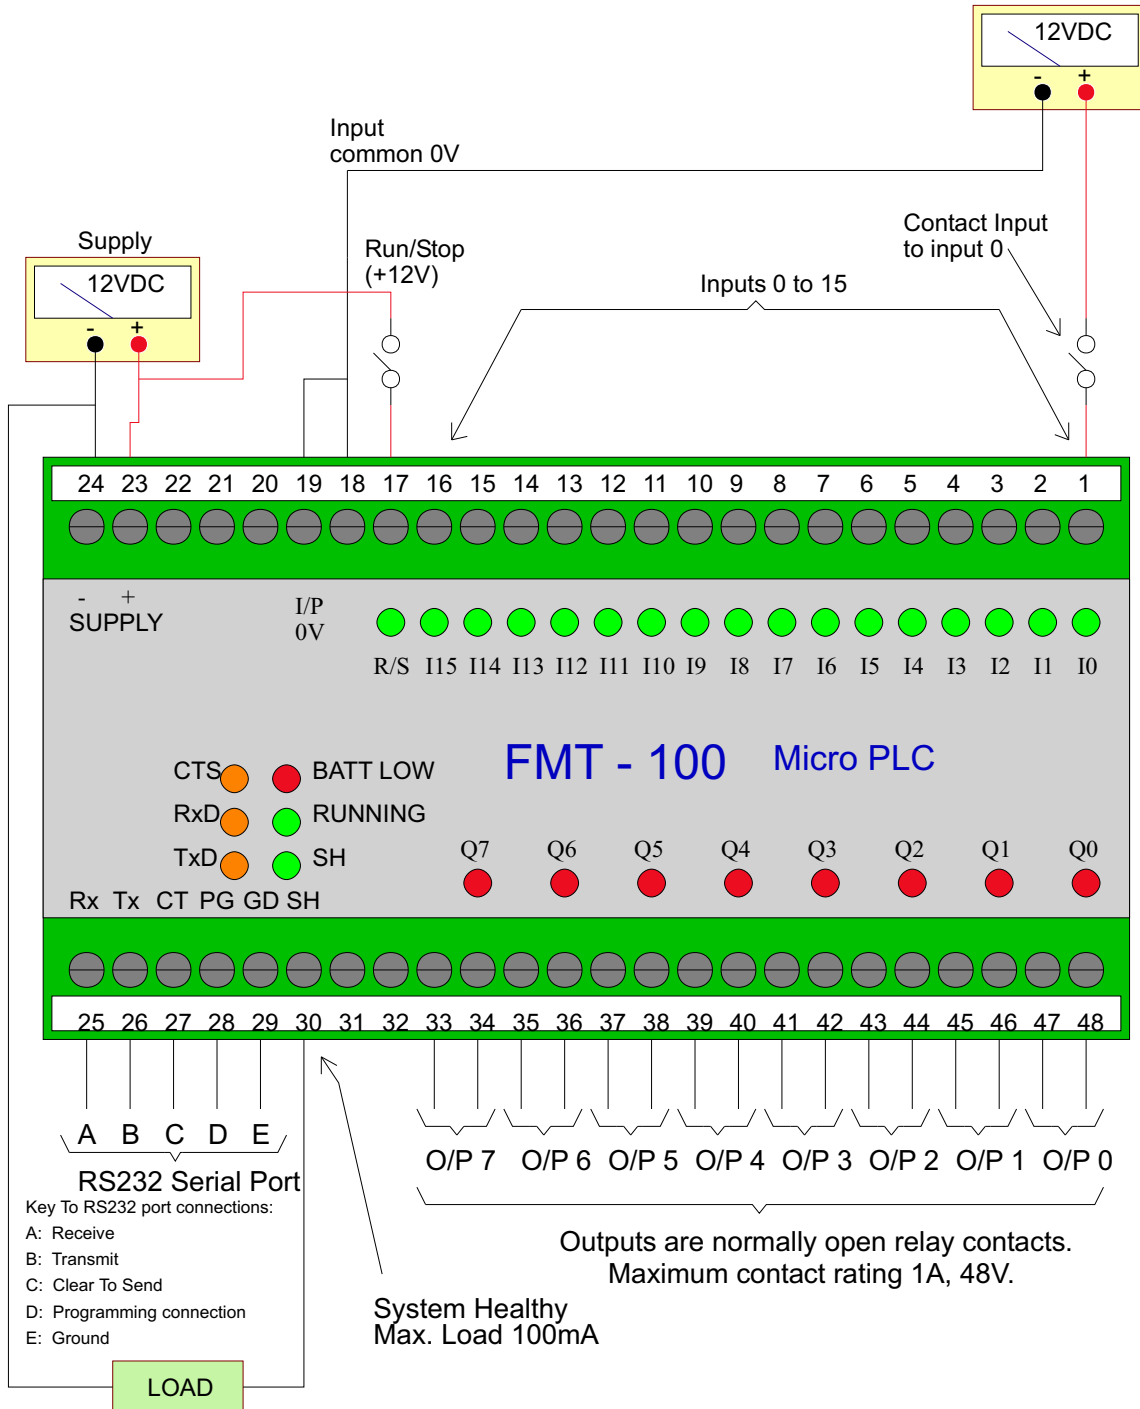 12VDC
- +
Input
common 0V
Contact Input
to input 0
Supply
12VDC
- +
Run/Stop
(+12V)
Inputs 0 to 15
24 23 22 21 20 19 18 17 16 15 14 13 12 11 10 9 8 7 6 5 4 3 2 1
- +
SUPPLY
I/P
0V
R/S I15 I14 I13 I12 I11 I10 I9 I8 I7 I6 I5 I4 I3 I2 I1 I0
FMT - 100 Micro PLC
CTS BATT LOW
RxD RUNNING
TxD SH
Q7 Q6 Q5 Q4 Q3 Q2 Q1 Q0
Rx Tx CT PG GD SH
25 26 27 28 29 30 31 32 33 34 35 36 37 38 39 40 41 42 43 44 45 46 47 48
A B C D E
O/P 7 O/P 6 O/P 5 O/P 4 O/P 3 O/P 2 O/P 1 O/P 0
RS232 Serial Port
Key To RS232 port connections:
A: Receive
B: Transmit
C: Clear To Send
D: Programming connection
E: Ground
Outputs are normally open relay contacts.
Maximum contact rating 1A, 48V.
System Healthy
Max. Load 100mA
LOAD